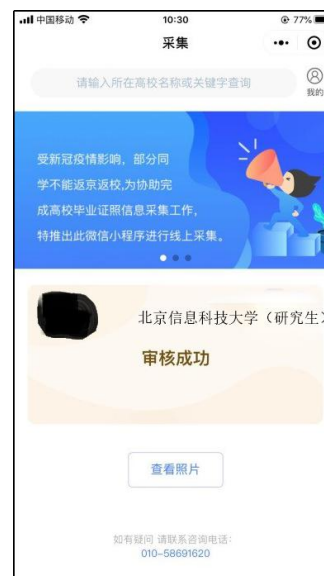 中国移动 10:30 77%
采集
请输入所在高校名称或关键字查询
我的
受新冠疫情影响，部分同
学不能返京返校,为协助完
成高校毕业证照信息采集工作，
特推出此微信小程序进行线上采集。
北京信息科技大学（研究生）
审核成功
查看照片
如有疑问 请联系咨询电话：
010-58691620